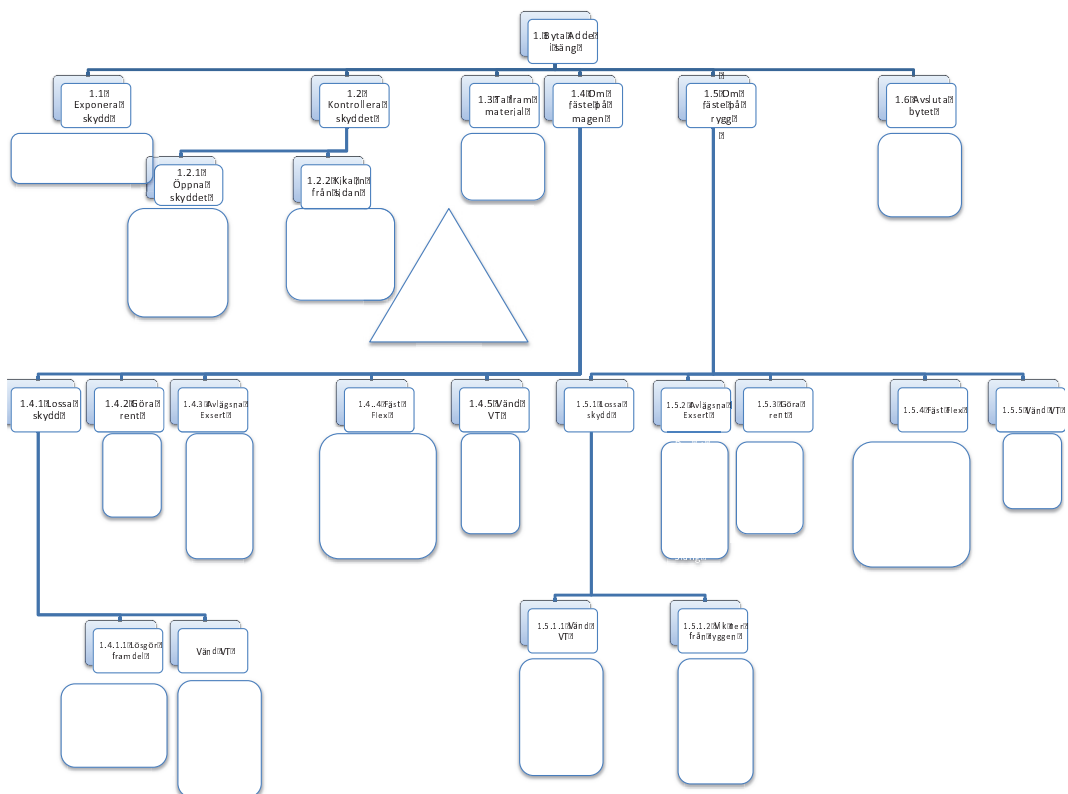 1. Byta Adde
i säng
1.1
Exponera
skydd
1.2
Kontrollera
skyddet
1.3 Ta fram
material
1.4 Om
fäste på
magen
1.5 Om
fäste på
rygg
1.6 Avsluta
bytet
1.2.1
Öppna
skyddet
1.2.2 Kika in
från sidan
1.4.1 Lossa
skydd
1.4.2 Göra
rent
1.4.3 Avlägsna
Exsert
1.4..4 Fäst
Flex
1.4.5 Vänd
VT
1.5.1 Lossa
skydd
1.5.2 Avlägsna
Exsert
1.5.3 Göra
rent
1.5.4 Fäst Flex
1.5.5 Vänd VT
1.4.1.1 Lösgör
framdel
Vänd VT
1.5.1.1 Vänd
VT
1.5.1.2 Vik ner
från ryggen